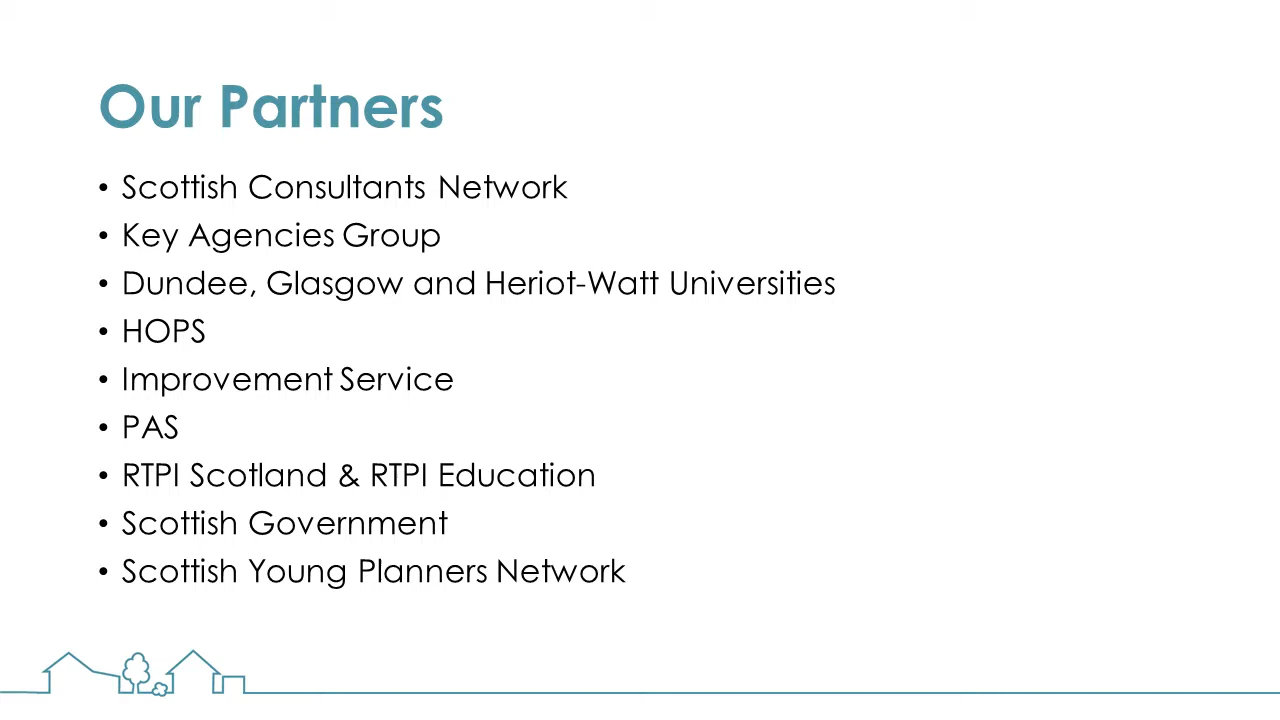 Our Partners
• Scottish Consultants Network
• Key Agencies Group
• Dundee, Glasgow and Heriot-Watt Universities
• HOPS
• Improvement Service
• PAS
• RTPI Scotland & RTPI Education
• Scottish Government
• Scottish Young Planners Network